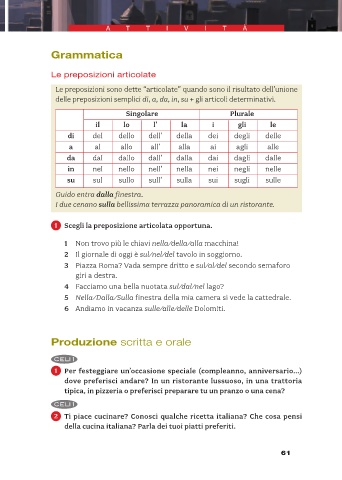 ATTIVITÀ
Grammatica
Le preposizioni articolate
Le preposizioni sono dette "articolate" quando sono il risultato dell'unione
delle preposizioni semplici di, a, da, in, su + gli articoli determinativi.
Singolare Plurale
il lo l' la i gli le
di del dello dell' della dei degli delle
a al allo all' alla ai agli alle
da dal dallo dall' dalla dai dagli dalle
in nel nello nell' nella nei negli nelle
su sul sullo sull' sulla sui sugli sulle
Guido entra dalla finestra.
I due cenano sulla bellissima terrazza panoramica di un ristorante.
1 Scegli la preposizione articolata opportuna.
1 Non trovo più le chiavi nella/della/alla macchina!
2 Il giornale di oggi è sul/nel/del tavolo in soggiorno.
3 Piazza Roma? Vada sempre dritto e sul/al/del secondo semaforo
giri a destra.
4 Facciamo una bella nuotata sul/dal/nel lago?
5 Nella/Dalla/Sulla finestra della mia camera si vede la cattedrale.
6 Andiamo in vacanza sulle/alle/delle Dolomiti.
Produzione scritta e orale
CELI 1
1 Per festeggiare un'occasione speciale (compleanno, anniversario...)
dove preferisci andare? In un ristorante lussuoso, in una trattoria
tipica, in pizzeria o preferisci preparare tu un pranzo o una cena?
CELI 1
2 Ti piace cucinare? Conosci qualche ricetta italiana? Che cosa pensi
della cucina italiana? Parla dei tuoi piatti preferiti.
61